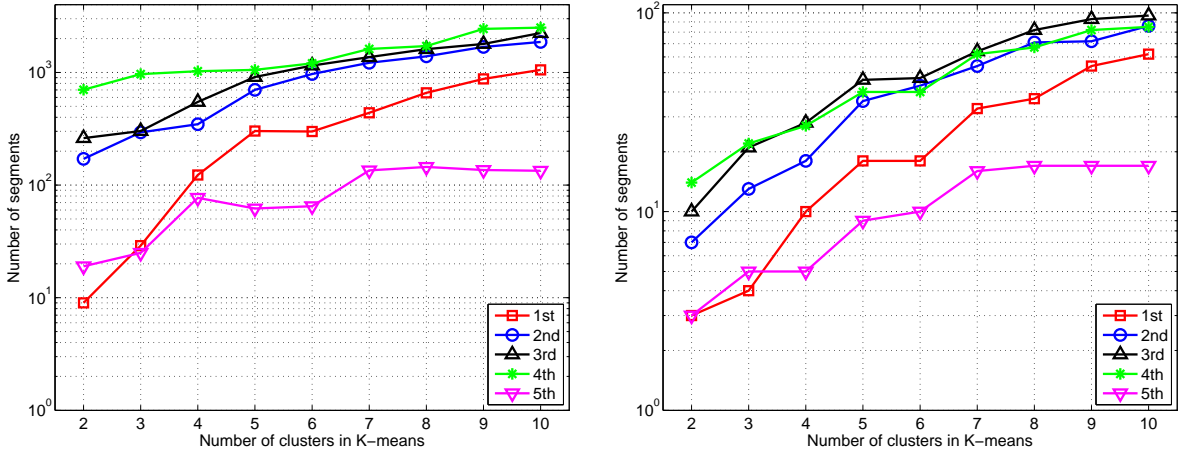 Number of segments
10^3
10^2
10^1
10^0
2 3 4 5 6 7 8 9 10
Number of clusters in K−means
1st
2nd
3rd
4th
5th
Number of segments
10^2
10^1
10^0
2 3 4 5 6 7 8 9 10
Number of clusters in K−means
1st
2nd
3rd
4th
5th